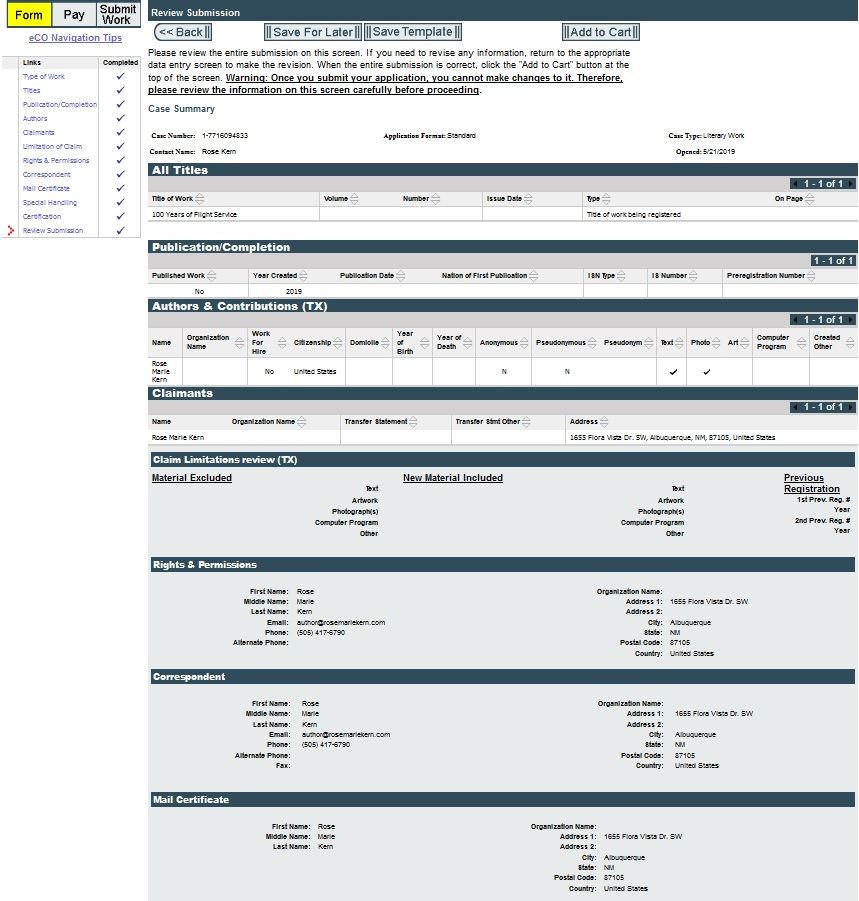 Form Pay Submit Work
eCO Navigation Tips
Links Completed
Type of Work
Titles
Publication/Completion
Authors
Claimants
Limitation of Claim
Rights & Permissions
Correspondent
Mail Certificate
Special Handling
Certification
Review Submission
Review Submission
<< Back Save For Later Save Template Add to Cart
Please review the entire submission on this screen. If you need to revise any information, return to the appropriate
data entry screen to make the revision. When the entire submission is correct, click the "Add to Cart" button at the
top of the screen. Warning: Once you submit your application, you cannot make changes to it. Therefore,
please review the information on this screen carefully before proceeding.
Case Summary
Case Number: 1-7716094833 Application Format: Standard Case Type: Literary Work
Contact Name: Rose Kern Opened: 5/21/2019
All Titles
1 - 1 of 1
Title of Work Volume Number Issue Date Type On Page
100 Years of Flight Service Title of work being registered
Publication/Completion
1 - 1 of 1
Published Work Year Created Publication Date Nation of First Publication ISN Type IS Number Preregistration Number
No 2019
Authors & Contributions (TX)
1 - 1 of 1
Name Organization Name Work For Hire Citizenship Domicile Year of Birth Year of Death Anonymous Pseudonymous Pseudonym Text Photo Art Computer Program Created Other
Rose Marie Kern No United States N N
Claimants
1 - 1 of 1
Name Organization Name Transfer Statement Transfer Stmt Other Address
Rose Marie Kern 1655 Flora Vista Dr. SW, Albuquerque, NM, 87105, United States
Claim Limitations review (TX)
Material Excluded New Material Included Previous Registration
Text Text 1st Prev. Reg. #
Artwork Artwork Year
Photograph(s) Photograph(s) 2nd Prev. Reg. #
Computer Program Computer Program Year
Other Other
Rights & Permissions
First Name: Rose Organization Name:
Middle Name: Marie Address 1: 1655 Flora Vista Dr. SW
Last Name: Kern Address 2:
Email: author@rosemariekern.com City: Albuquerque
Phone: (505) 417-6790 State: NM
Alternate Phone: Postal Code: 87105
Country: United States
Correspondent
First Name: Rose Organization Name:
Middle Name: Marie Address 1: 1655 Flora Vista Dr. SW
Last Name: Kern Address 2:
Email: author@rosemariekern.com City: Albuquerque
Phone: (505) 417-6790 State: NM
Alternate Phone: Postal Code: 87105
Fax: Country: United States
Mail Certificate
First Name: Rose Organization Name:
Middle Name: Marie Address 1: 1655 Flora Vista Dr. SW
Last Name: Kern Address 2:
City: Albuquerque
State: NM
Postal Code: 87105
Country: United States